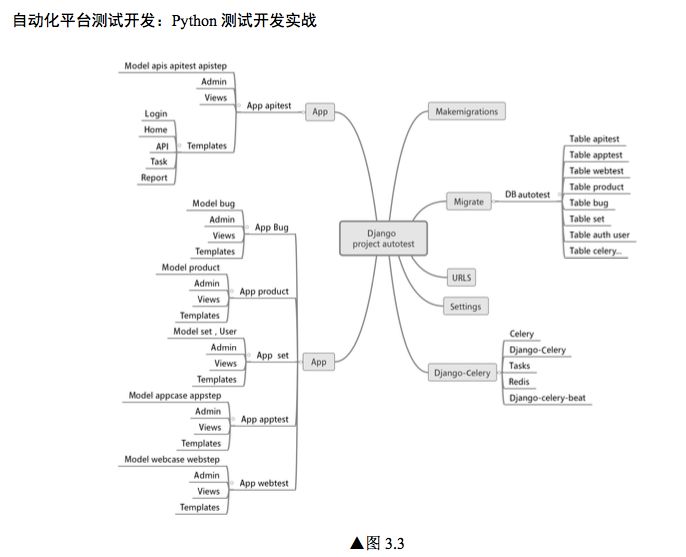 自动化平台测试开发：Python 测试开发实战
Model apis apitest apistep
Admin
Views
App apitest
App
Login
Home
API
Templates
Task
Report
Model bug
Admin
App Bug
Views
Templates
Model product
Admin
App product
Views
Templates
Model set , User
Admin
App set
App
Views
Templates
Model appcase appstep
Admin
App apptest
Views
Templates
Model webcase webstep
Admin
App webtest
Views
Templates
Django
project autotest
Makemigrations
Migrate
DB autotest
Table apitest
Table apptest
Table webtest
Table product
Table bug
Table set
Table auth user
Table celery...
URLS
Settings
Django-Celery
Celery
Django-Celery
Tasks
Redis
Django-celery-beat
▲图 3.3